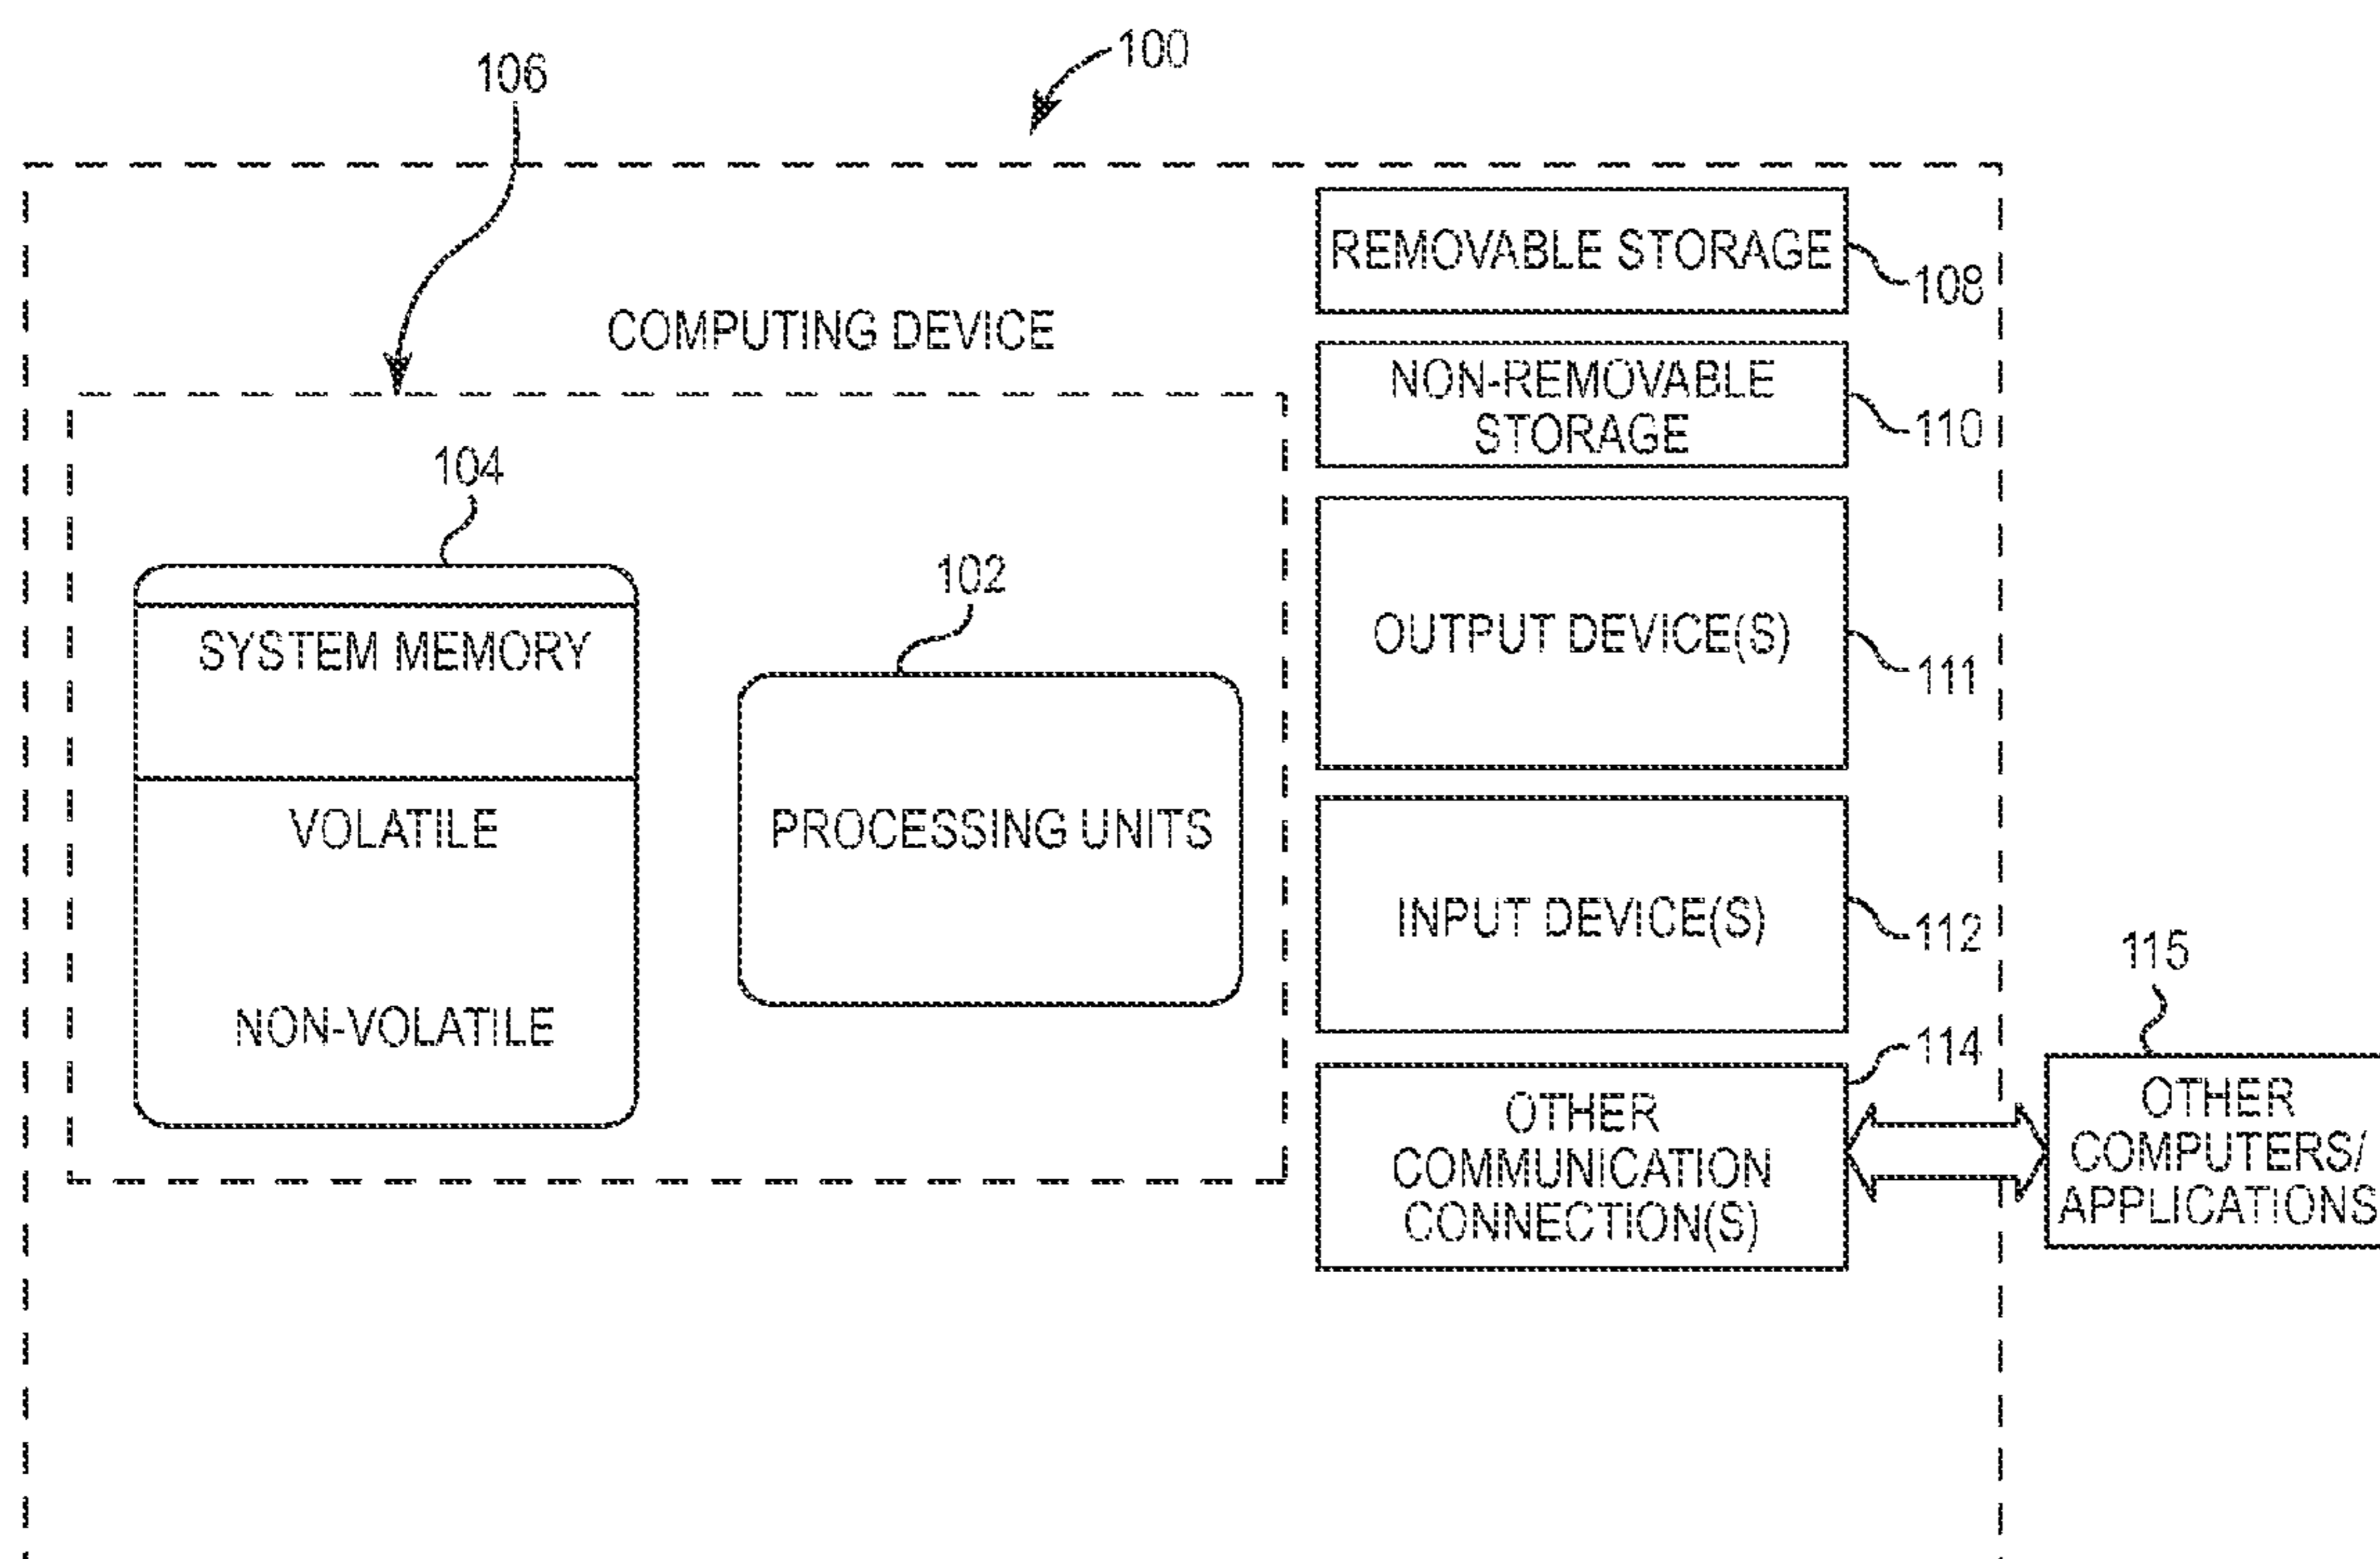 100
106
REMOVABLE STORAGE
108
COMPUTING DEVICE
NON-REMOVABLE
STORAGE
110
104
102
SYSTEM MEMORY
OUTPUT DEVICE(S)
111
VOLATILE
PROCESSING UNITS
INPUT DEVICE(S)
112
NON-VOLATILE
114
115
OTHER
COMMUNICATION
CONNECTION(S)
OTHER
COMPUTERS/
APPLICATIONS